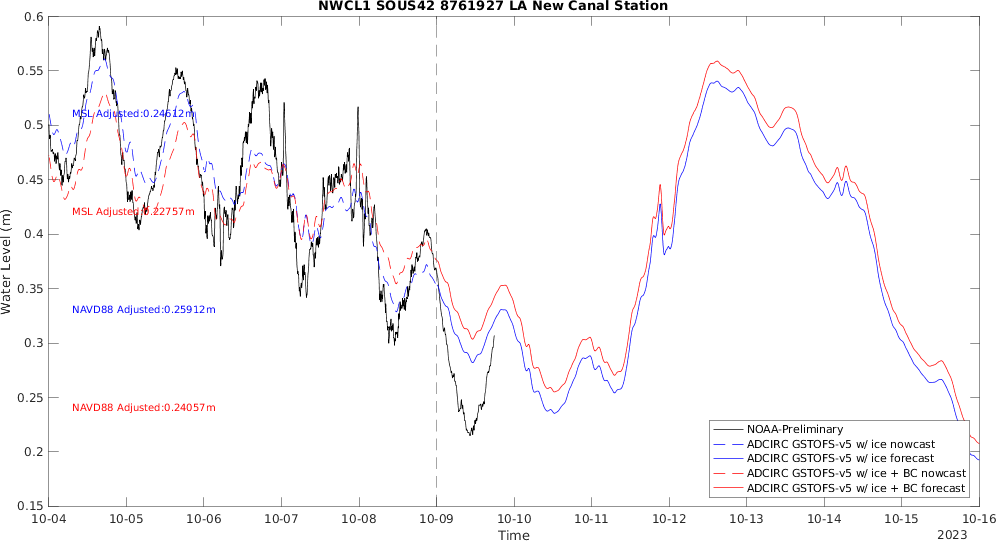 NWCL1 SOUS42 8761927 LA New Canal Station
0.6
0.55
0.5
0.45
0.4
0.35
0.3
0.25
0.2
0.15
Water Level (m)
MSL Adjusted:0.24612m
MSL Adjusted:0.22757m
NAVD88 Adjusted:0.25912m
NAVD88 Adjusted:0.24057m
NOAA-Preliminary
ADCIRC GSTOFS-v5 w/ ice nowcast
ADCIRC GSTOFS-v5 w/ ice forecast
ADCIRC GSTOFS-v5 w/ ice + BC nowcast
ADCIRC GSTOFS-v5 w/ ice + BC forecast
10-04 10-05 10-06 10-07 10-08 10-09 10-10 10-11 10-12 10-13 10-14 10-15 10-16
Time
2023